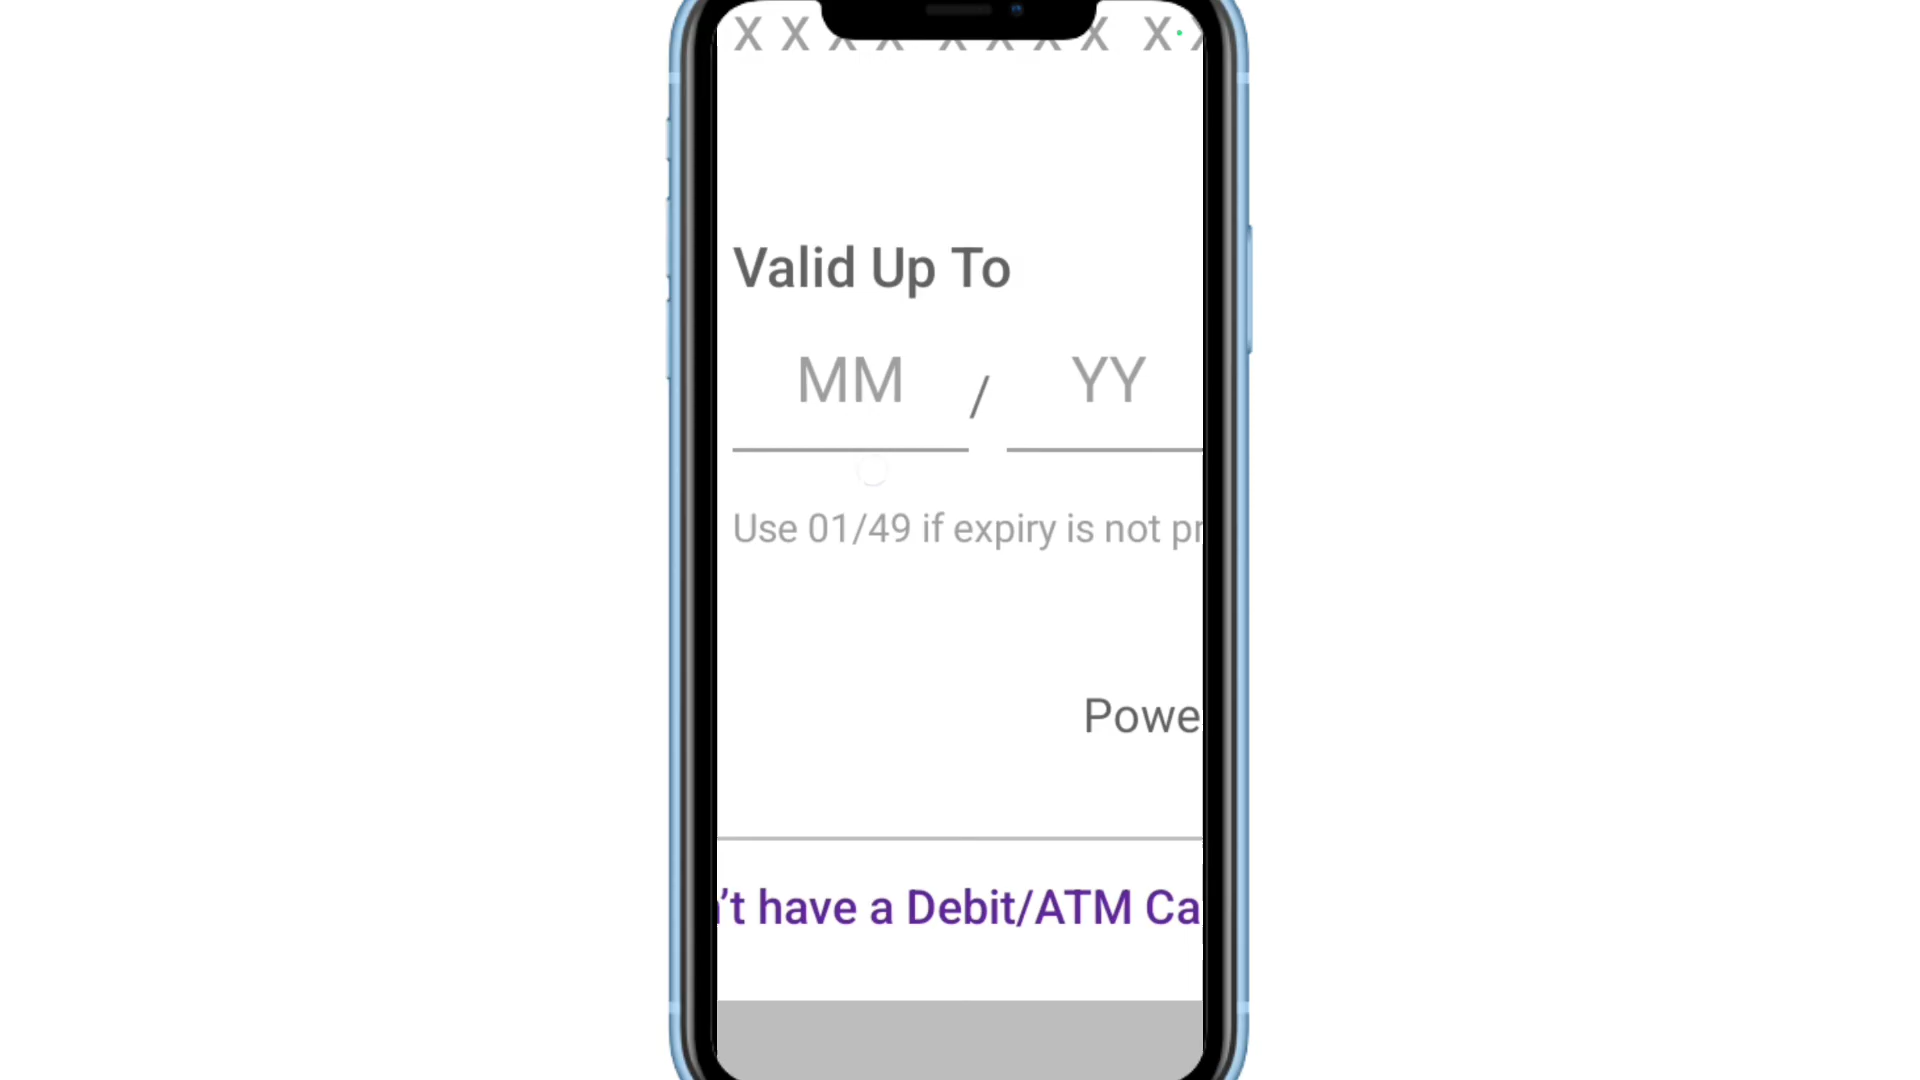 X X X X X X X X X
Valid Up To
MM / YY
Use 01/49 if expiry is not pr
Powe
't have a Debit/ATM Ca